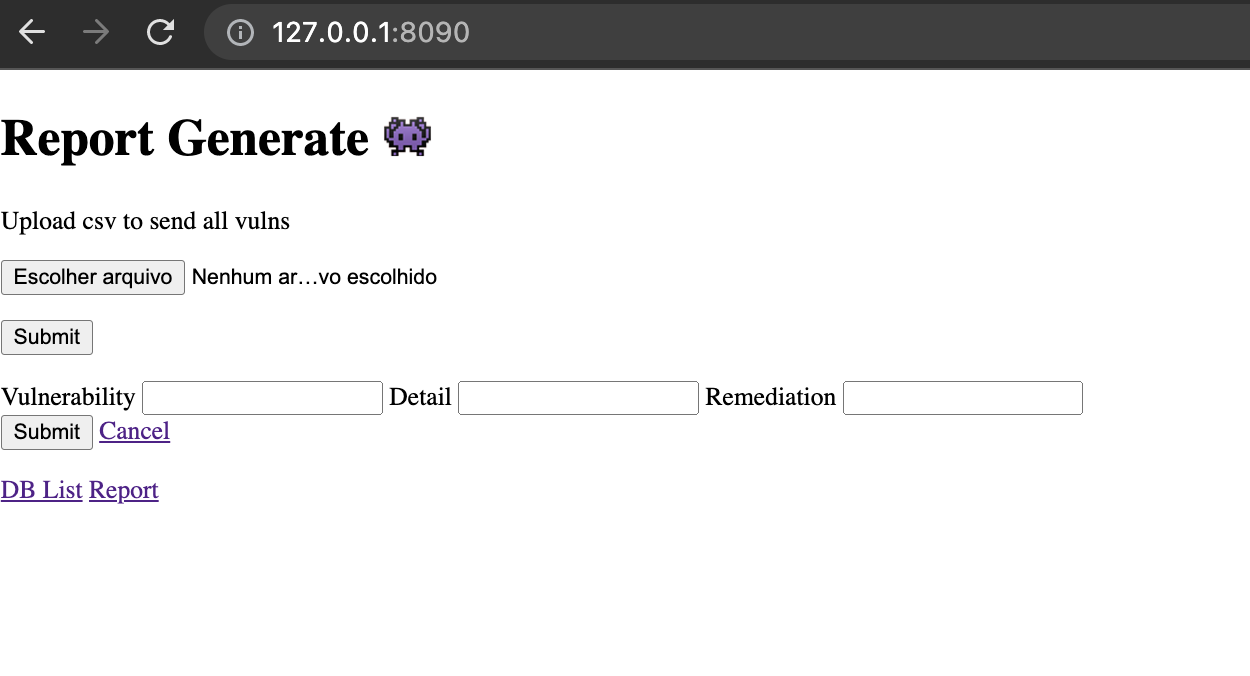 127.0.0.1:8090
Report Generate 👾
Upload csv to send all vulns
Escolher arquivo Nenhum ar…vo escolhido
Submit
Vulnerability Detail Remediation
Submit Cancel
DB List Report